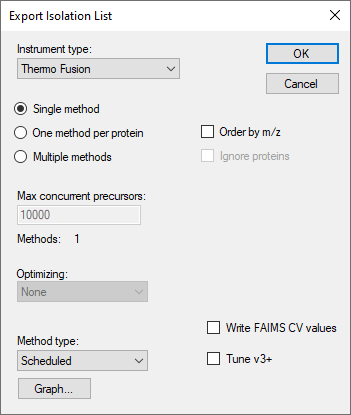 Export Isolation List
Instrument type:
Thermo Fusion
OK
Cancel
Single method
One method per protein
Order by m/z
Multiple methods
Ignore proteins
Max concurrent precursors:
10000
Methods: 1
Optimizing:
None
Write FAIMS CV values
Method type:
Scheduled
Tune v3+
Graph...